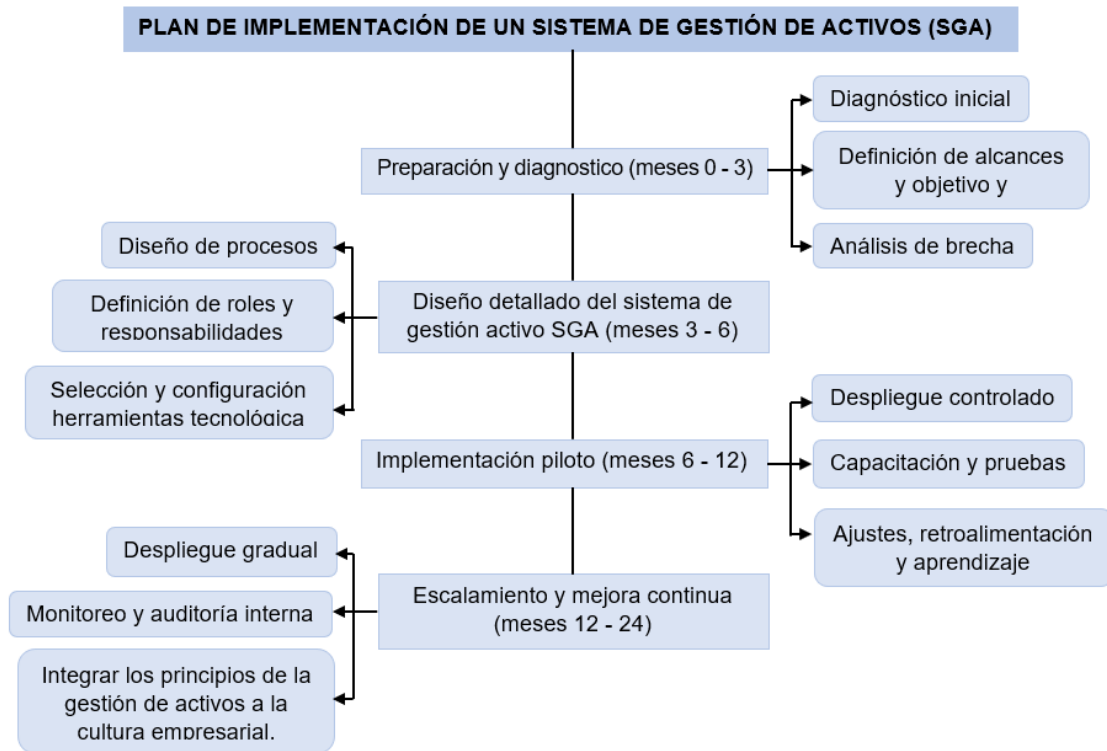 PLAN DE IMPLEMENTACIÓN DE UN SISTEMA DE GESTIÓN DE ACTIVOS (SGA)
Preparación y diagnostico (meses 0 - 3)
Diagnóstico inicial
Definición de alcances
y objetivo y
Análisis de brecha
Diseño detallado del sistema de
gestión activo SGA (meses 3 - 6)
Diseño de procesos
Definición de roles y
responsabilidades
Selección y configuración
herramientas tecnológica
Implementación piloto (meses 6 - 12)
Despliegue controlado
Capacitación y pruebas
Ajustes, retroalimentación
y aprendizaje
Escalamiento y mejora continua
(meses 12 - 24)
Despliegue gradual
Monitoreo y auditoría interna
Integrar los principios de la
gestión de activos a la
cultura empresarial.